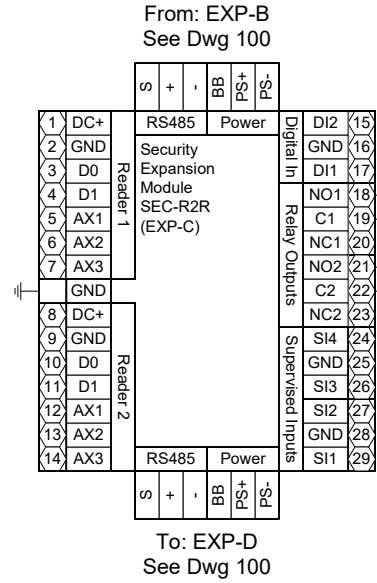 From: EXP-B
See Dwg 100
S + - BB PS+ PS-
RS485 Power
1 DC+
2 GND
3 D0
4 D1
5 AX1
6 AX2
7 AX3
Reader 1
GND
8 DC+
9 GND
10 D0
11 D1
12 AX1
13 AX2
14 AX3
Reader 2
Security
Expansion
Module
SEC-R2R
(EXP-C)
Digital In
DI2 15
GND 16
DI1 17
Relay Outputs
NO1 18
C1 19
NC1 20
NO2 21
C2 22
NC2 23
Supervised Inputs
SI4 24
GND 25
SI3 26
SI2 27
GND 28
SI1 29
RS485 Power
S + - BB PS+ PS-
To: EXP-D
See Dwg 100